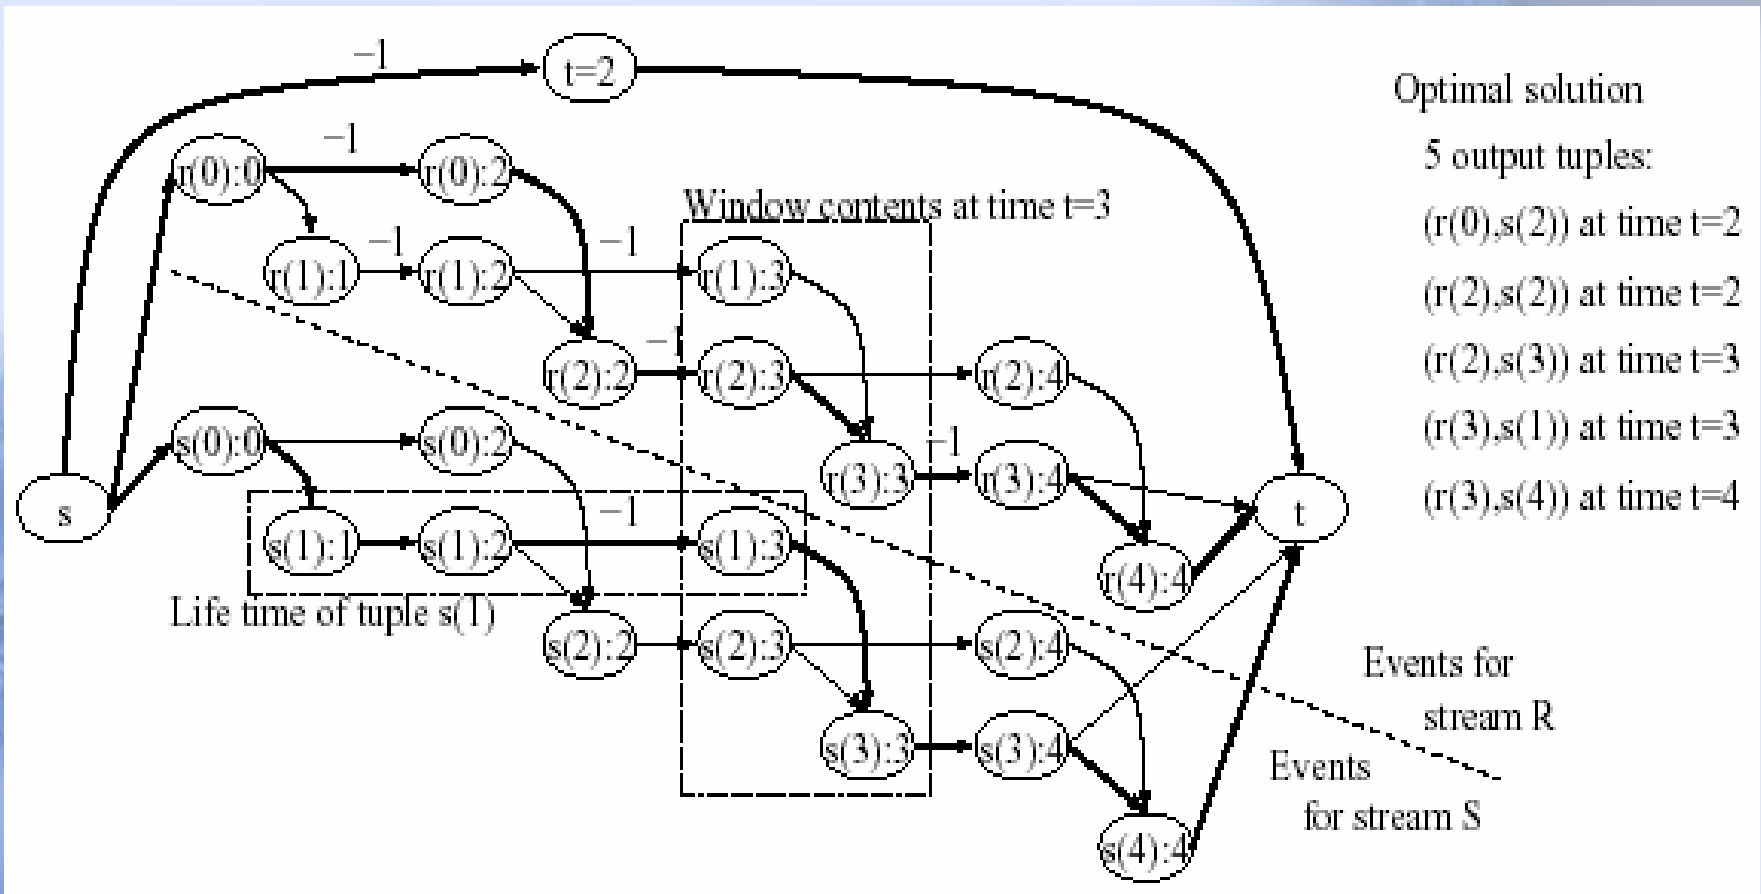 −1
t=2
Optimal solution
5 output tuples:
(r(0),s(2)) at time t=2
(r(2),s(2)) at time t=2
(r(2),s(3)) at time t=3
(r(3),s(1)) at time t=3
(r(3),s(4)) at time t=4
−1
r(0):0
r(0):2
Window contents at time t=3
−1
−1
r(1):1
r(1):2
r(1):3
−1
r(2):2
r(2):3
r(2):4
s(0):0
s(0):2
−1
r(3):3
r(3):4
s
t
−1
s(1):1
s(1):2
s(1):3
r(4):4
Life time of tuple s(1)
s(2):2
s(2):3
s(2):4
Events for
stream R
s(3):3
s(3):4
Events
for stream S
s(4):4